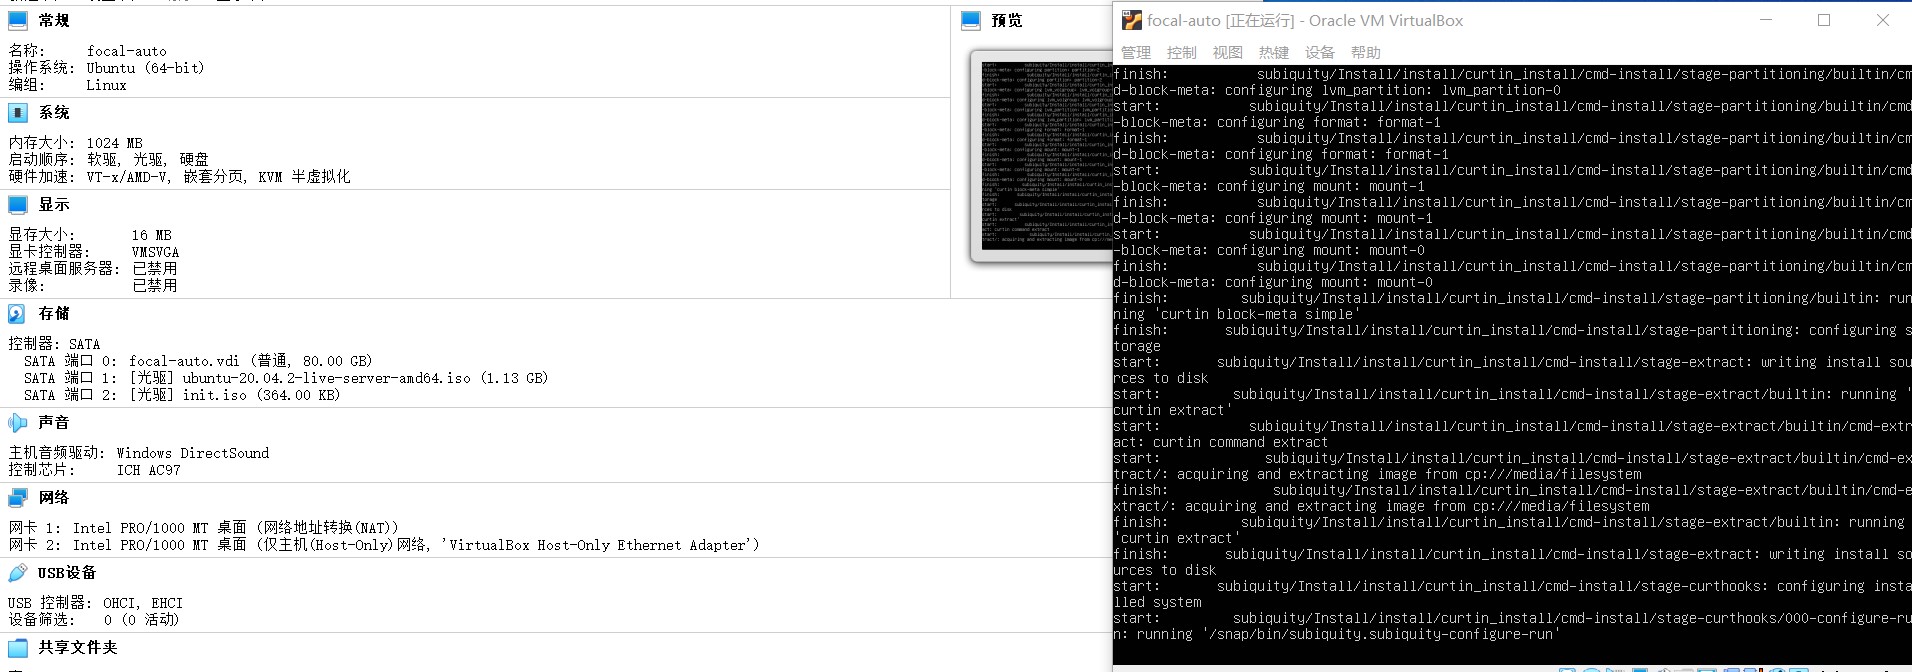 常规
名称: focal-auto
操作系统: Ubuntu (64-bit)
编组: Linux
系统
内存大小: 1024 MB
启动顺序: 软驱, 光驱, 硬盘
硬件加速: VT-x/AMD-V, 嵌套分页, KVM 半虚拟化
显示
显存大小: 16 MB
显卡控制器: VMSVGA
远程桌面服务器: 已禁用
录像: 已禁用
存储
控制器: SATA
SATA 端口 0: focal-auto.vdi (普通, 80.00 GB)
SATA 端口 1: [光驱] ubuntu-20.04.2-live-server-amd64.iso (1.13 GB)
SATA 端口 2: [光驱] init.iso (364.00 KB)
声音
主机音频驱动: Windows DirectSound
控制芯片: ICH AC97
网络
网卡 1: Intel PRO/1000 MT 桌面 (网络地址转换(NAT))
网卡 2: Intel PRO/1000 MT 桌面 (仅主机(Host-Only)网络, 'VirtualBox Host-Only Ethernet Adapter')
USB设备
USB 控制器: OHCI, EHCI
设备筛选: 0 (0 活动)
共享文件夹
预览
focal-auto [正在运行] - Oracle VM VirtualBox
管理 控制 视图 热键 设备 帮助
finish: subiquity/Install/install/curtin_install/cmd-install/stage-partitioning/builtin/cm
d-block-meta: configuring lvm_partition: lvm_partition-0
start: subiquity/Install/install/curtin_install/cmd-install/stage-partitioning/builtin/cmd
-block-meta: configuring format: format-1
finish: subiquity/Install/install/curtin_install/cmd-install/stage-partitioning/builtin/cm
d-block-meta: configuring format: format-1
start: subiquity/Install/install/curtin_install/cmd-install/stage-partitioning/builtin/cmd
-block-meta: configuring mount: mount-1
finish: subiquity/Install/install/curtin_install/cmd-install/stage-partitioning/builtin/cm
d-block-meta: configuring mount: mount-1
start: subiquity/Install/install/curtin_install/cmd-install/stage-partitioning/builtin/cmd
-block-meta: configuring mount: mount-0
finish: subiquity/Install/install/curtin_install/cmd-install/stage-partitioning/builtin/cm
d-block-meta: configuring mount: mount-0
finish: subiquity/Install/install/curtin_install/cmd-install/stage-partitioning/builtin: run
ning 'curtin block-meta simple'
finish: subiquity/Install/install/curtin_install/cmd-install/stage-partitioning: configuring s
torage
start: subiquity/Install/install/curtin_install/cmd-install/stage-extract: writing install sou
rces to disk
start: subiquity/Install/install/curtin_install/cmd-install/stage-extract/builtin: running '
curtin extract'
start: subiquity/Install/install/curtin_install/cmd-install/stage-extract/builtin/cmd-extr
act: curtin command extract
start: subiquity/Install/install/curtin_install/cmd-install/stage-extract/builtin/cmd-ex
tract/: acquiring and extracting image from cp:///media/filesystem
finish: subiquity/Install/install/curtin_install/cmd-install/stage-extract/builtin/cmd-e
xtract/: acquiring and extracting image from cp:///media/filesystem
finish: subiquity/Install/install/curtin_install/cmd-install/stage-extract/builtin: running
'curtin extract'
finish: subiquity/Install/install/curtin_install/cmd-install/stage-extract: writing install so
urces to disk
start: subiquity/Install/install/curtin_install/cmd-install/stage-curthooks: configuring insta
lled system
start: subiquity/Install/install/curtin_install/cmd-install/stage-curthooks/000-configure-ru
n: running '/snap/bin/subiquity.subiquity-configure-run'